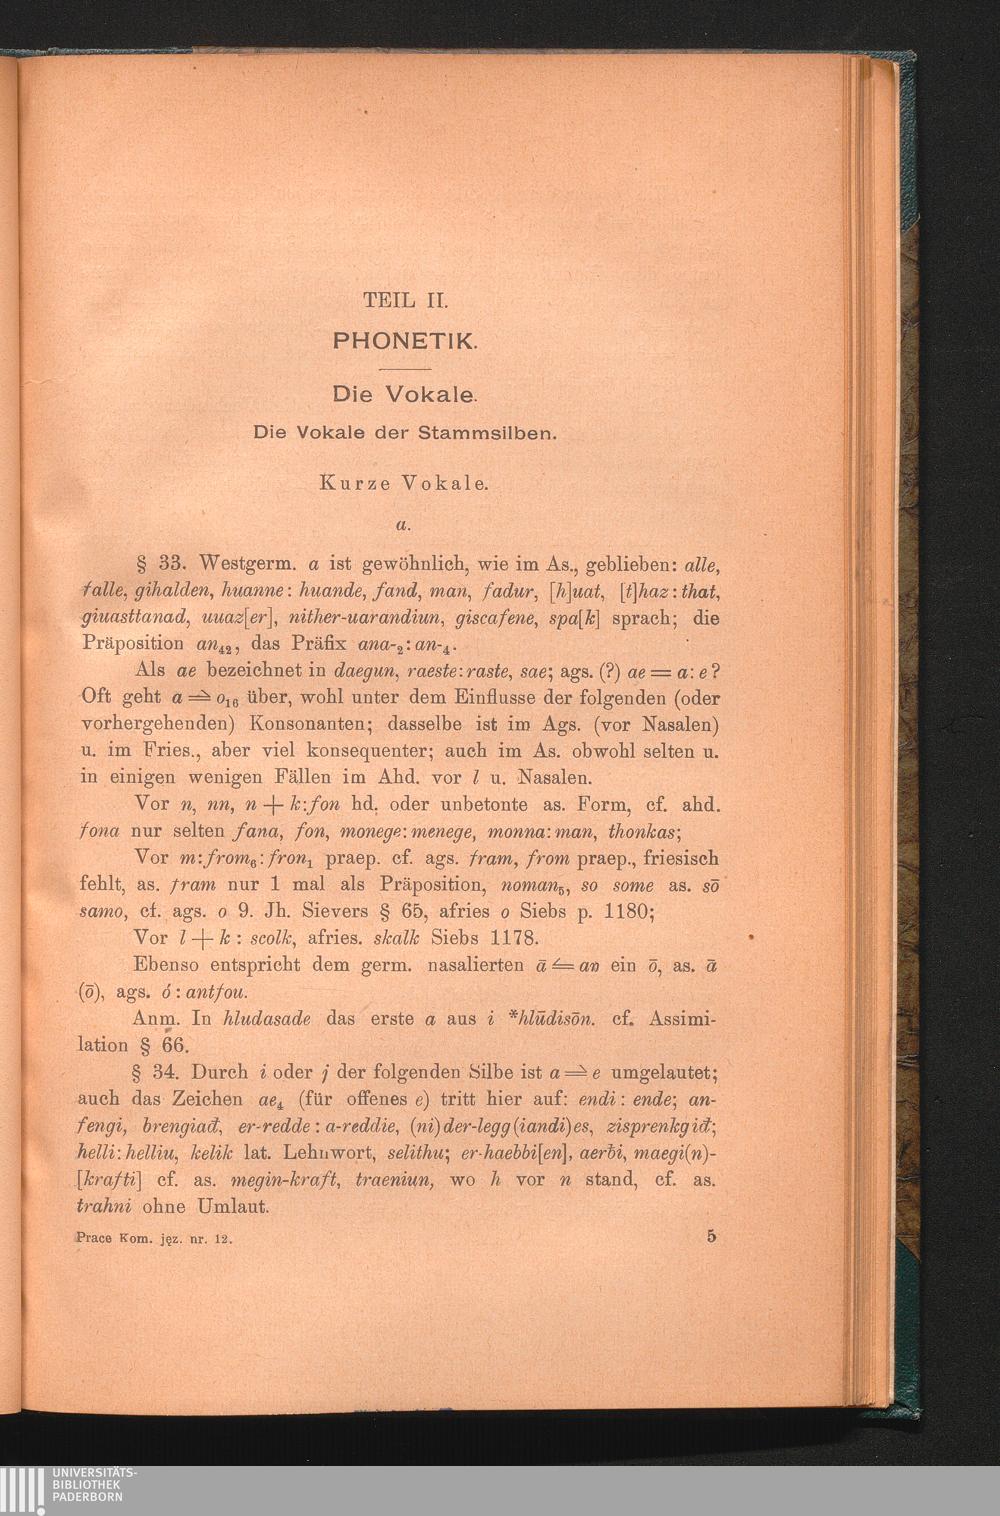 TEIL II.
PHONETIK.
Die Vokale.
Die Vokale der Stammsilben.
Kurze Vokale.
a.
§ 33. Westgerm. a ist gewöhnlich, wie im As., geblieben: alle,
falle, gihalden, huanne: huande, fand, man, fadur, [h]uat, [t]haz: that,
giuasttanad, uuaz[er], nither-uarandiun, giscafene, spa[k] sprach; die
Präposition an₄₂, das Präfix ana-₂: an-₄.
Als ae bezeichnet in daegun, raeste: raste, sae; ags. (?) ae = a: e?
Oft geht a ⇒ o₁₆ über, wohl unter dem Einflusse der folgenden (oder
vorhergehenden) Konsonanten; dasselbe ist im Ags. (vor Nasalen)
u. im Fries., aber viel konsequenter; auch im As. obwohl selten u.
in einigen wenigen Fällen im Ahd. vor l u. Nasalen.
Vor n, nn, n + k: fon hd. oder unbetonte as. Form, cf. ahd.
fona nur selten fana, fon, monege: menege, monna: man, thonkas;
Vor m: from₆: fron₁ praep. cf. ags. fram, from praep., friesisch
fehlt, as. fram nur 1 mal als Präposition, noman₅, so some as. sō
samo, cf. ags. o 9. Jh. Sievers § 65, afries o Siebs p. 1180;
Vor l + k: scolk, afries. skalk Siebs 1178.
Ebenso entspricht dem germ. nasalierten ā ⇐ an ein ō, as. ā
(ō), ags. ó: antfou.
Anm. In hludasade das erste a aus i *hlūdisōn. cf. Assimi-
lation § 66.
§ 34. Durch i oder j der folgenden Silbe ist a ⇒ e umgelautet;
auch das Zeichen ae₄ (für offenes e) tritt hier auf: endi: ende; an-
fengi, brengiađ, er-redde: a-reddie, (ni)der-legg(iandi)es, zisprenkgiđ;
helli: helliu, kelik lat. Lehnwort, selithu; er-haebbi[en], aerƀi, maegi(n)-
[krafti] cf. as. megin-kraft, traeniun, wo h vor n stand, cf. as.
trahni ohne Umlaut.
Prace Kom. jęz. nr. 12. 5
UNIVERSITÄTS-
BIBLIOTHEK
PADERBORN